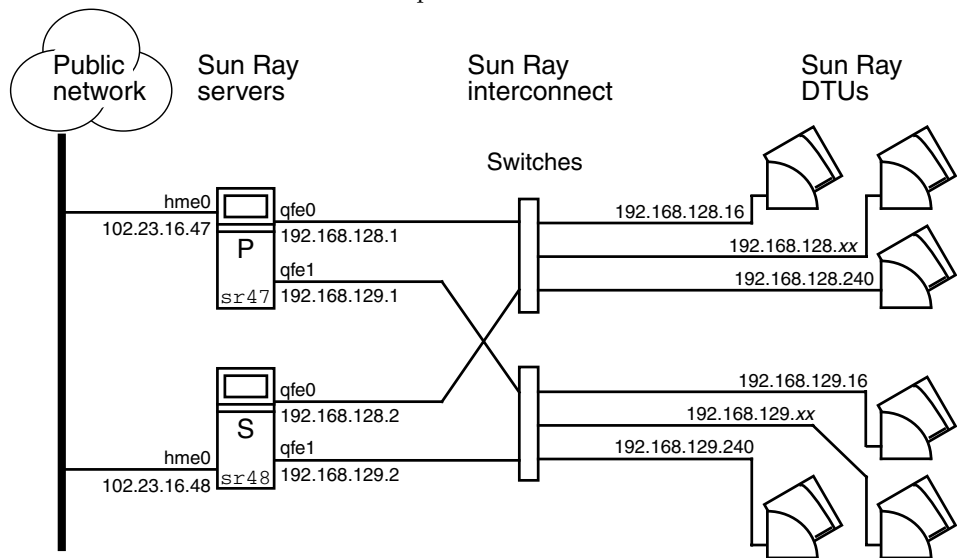 Public
network
Sun Ray
servers
Sun Ray
interconnect
Sun Ray
DTUs
Switches
hme0
102.23.16.47
P
sr47
qfe0
192.168.128.1
qfe1
192.168.129.1
192.168.128.16
192.168.128.xx
192.168.128.240
hme0
102.23.16.48
S
sr48
qfe0
192.168.128.2
qfe1
192.168.129.2
192.168.129.16
192.168.129.xx
192.168.129.240